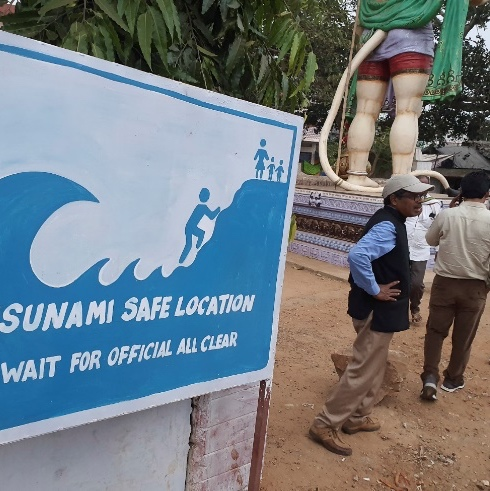 SUNAMI SAFE LOCATION
WAIT FOR OFFICIAL ALL CLEAR